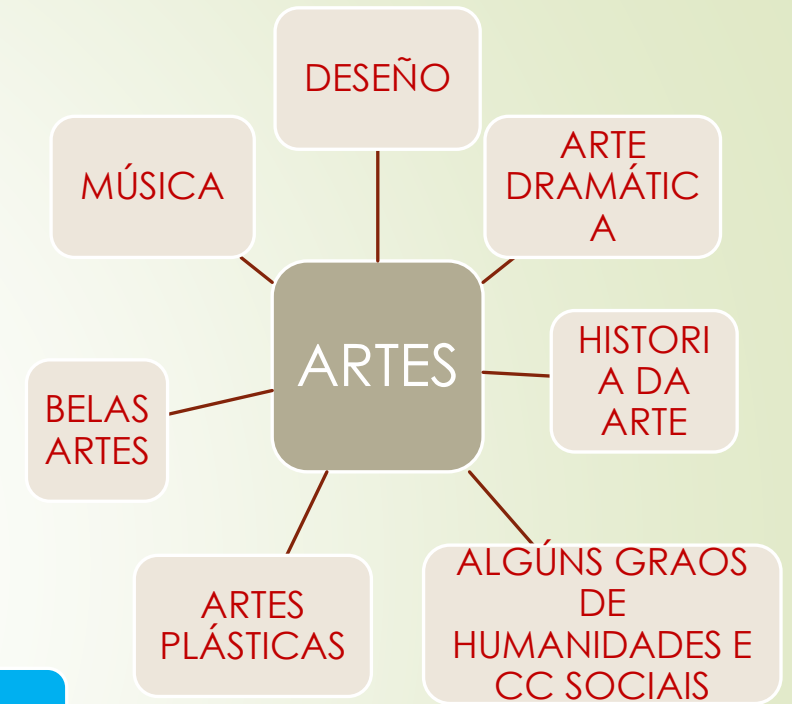 DESEÑO
MÚSICA
ARTE
DRAMÁTIC
A
ARTES
HISTORI
A DA
ARTE
BELAS
ARTES
ARTES
PLÁSTICAS
ALGÚNS GRAOS
DE
HUMANIDADES E
CC SOCIAIS